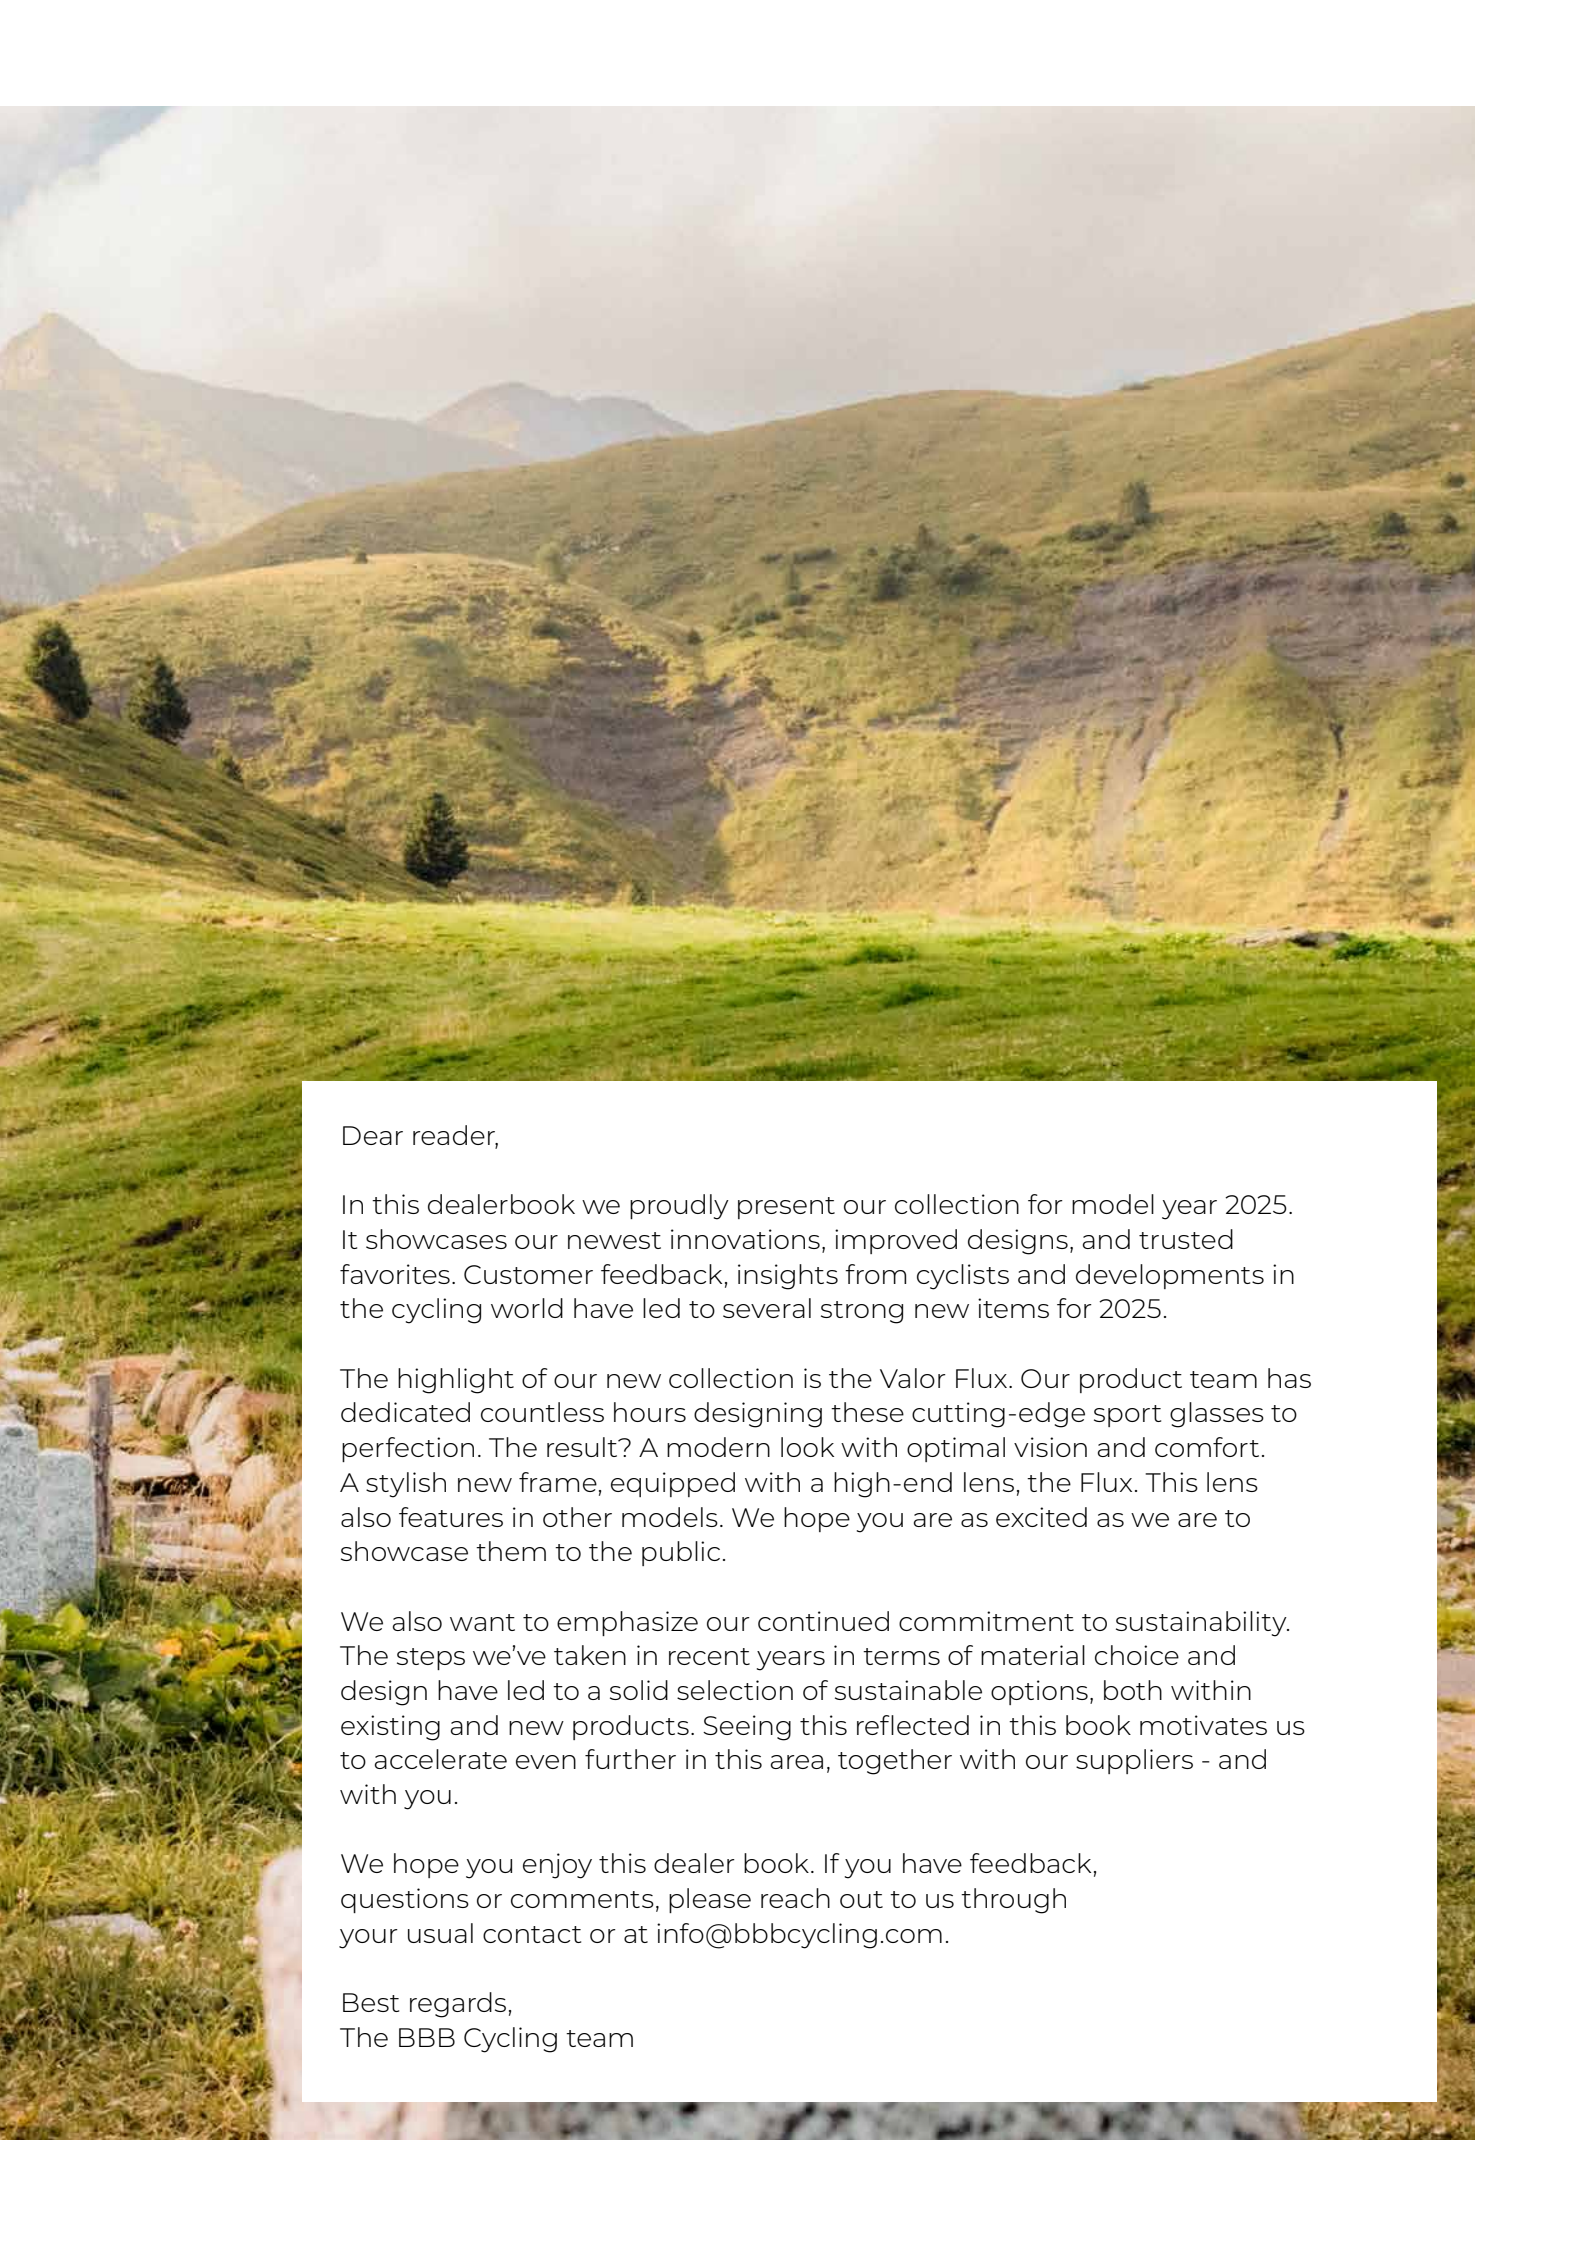 Dear reader,
In this dealerbook we proudly present our collection for model year 2025.
It showcases our newest innovations, improved designs, and trusted
favorites. Customer feedback, insights from cyclists and developments in
the cycling world have led to several strong new items for 2025.
The highlight of our new collection is the Valor Flux. Our product team has
dedicated countless hours designing these cutting-edge sport glasses to
perfection. The result? A modern look with optimal vision and comfort.
A stylish new frame, equipped with a high-end lens, the Flux. This lens
also features in other models. We hope you are as excited as we are to
showcase them to the public.
We also want to emphasize our continued commitment to sustainability.
The steps we’ve taken in recent years in terms of material choice and
design have led to a solid selection of sustainable options, both within
existing and new products. Seeing this reflected in this book motivates us
to accelerate even further in this area, together with our suppliers - and
with you.
We hope you enjoy this dealer book. If you have feedback,
questions or comments, please reach out to us through
your usual contact or at info@bbbcycling.com.
Best regards,
The BBB Cycling team